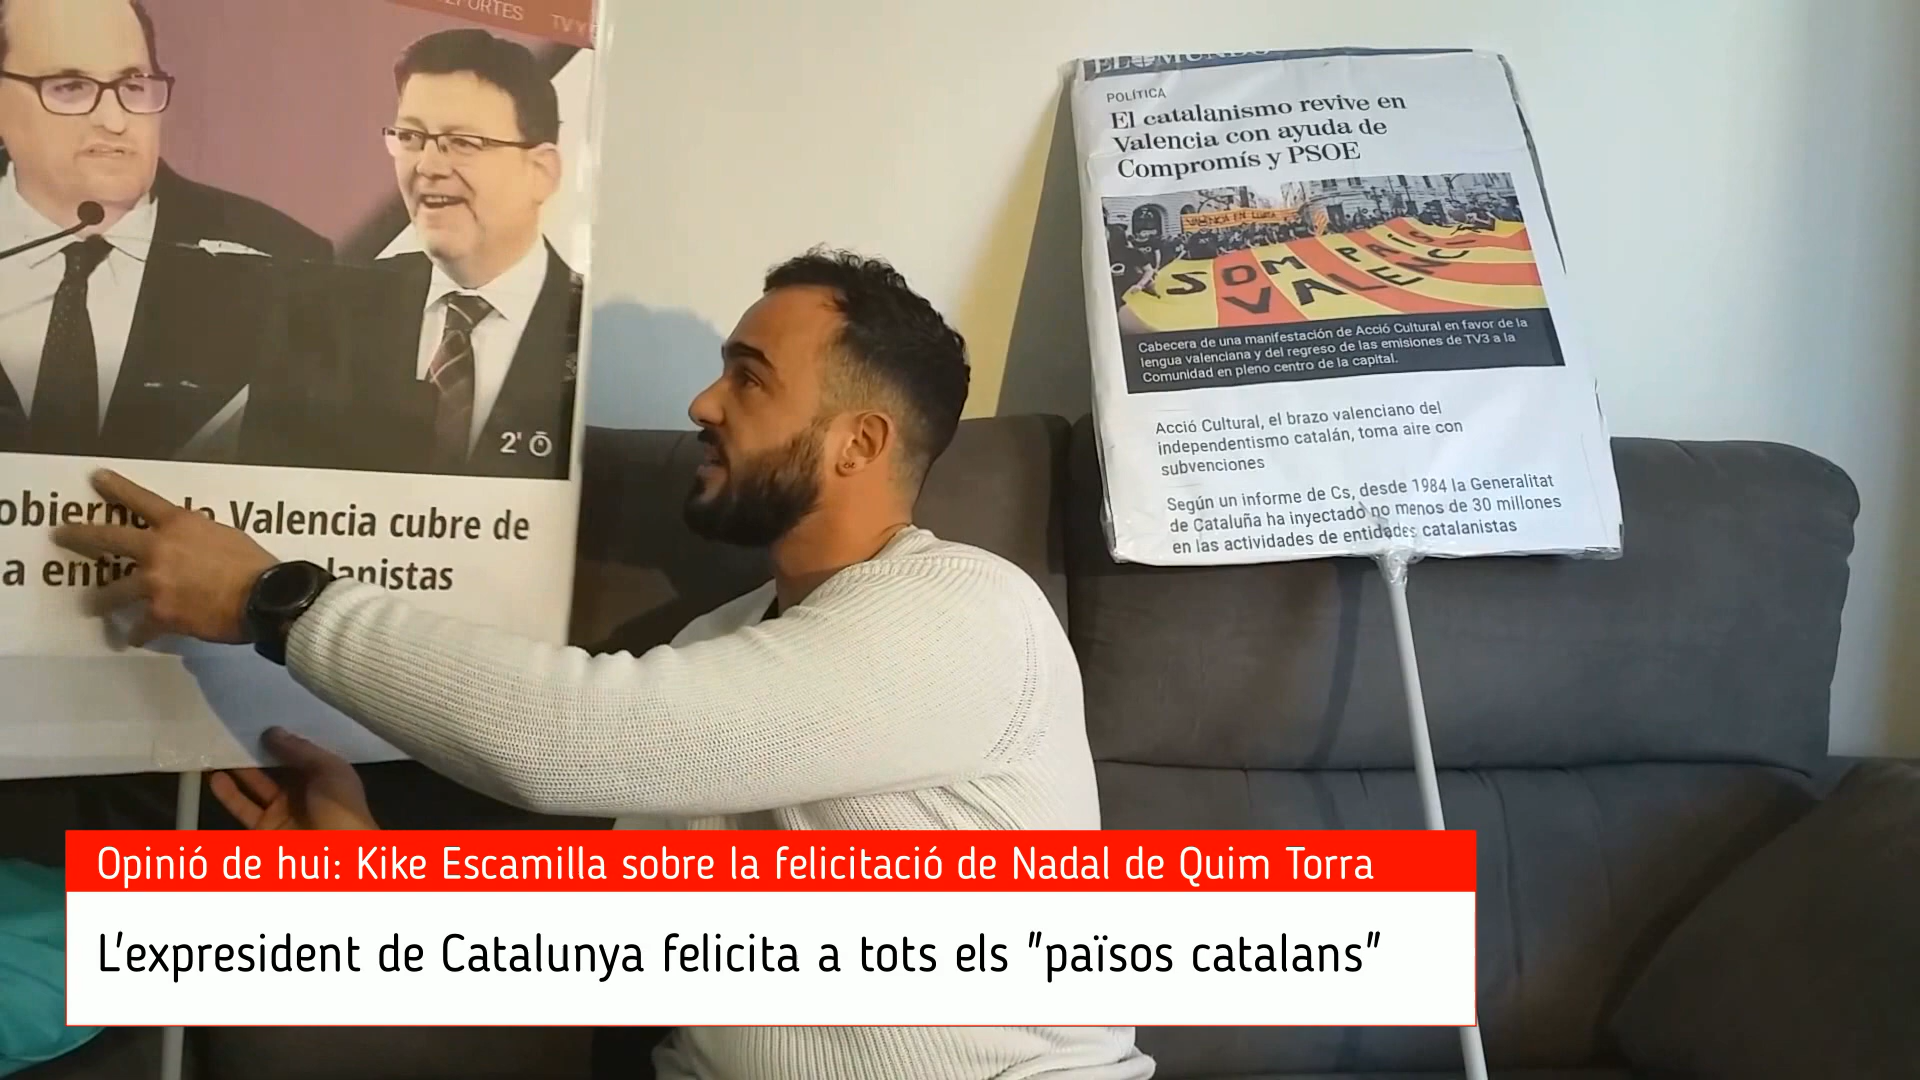 DEPORTES
TV Y
2'
de Valencia cubre de
a
EL MUNDO
POLÍTICA
El catalanismo revive en
Valencia con ayuda de
Compromís y PSOE
SOM PAÍS
VALENCIÀ
Cabecera de una manifestación de Acció Cultural en favor de la
lengua valenciana y del regreso de las emisiones de TV3 a la
Comunidad en pleno centro de la capital.
Acció Cultural, el brazo valenciano del
independentismo catalán, toma aire con
subvenciones
Según un informe de Cs, desde 1984 la Generalitat
de Cataluña ha inyectado no menos de 30 millones
en las actividades de entidades catalanistas
Opinió de hui: Kike Escamilla sobre la felicitació de Nadal de Quim Torra
L'expresident de Catalunya felicita a tots els "països catalans"